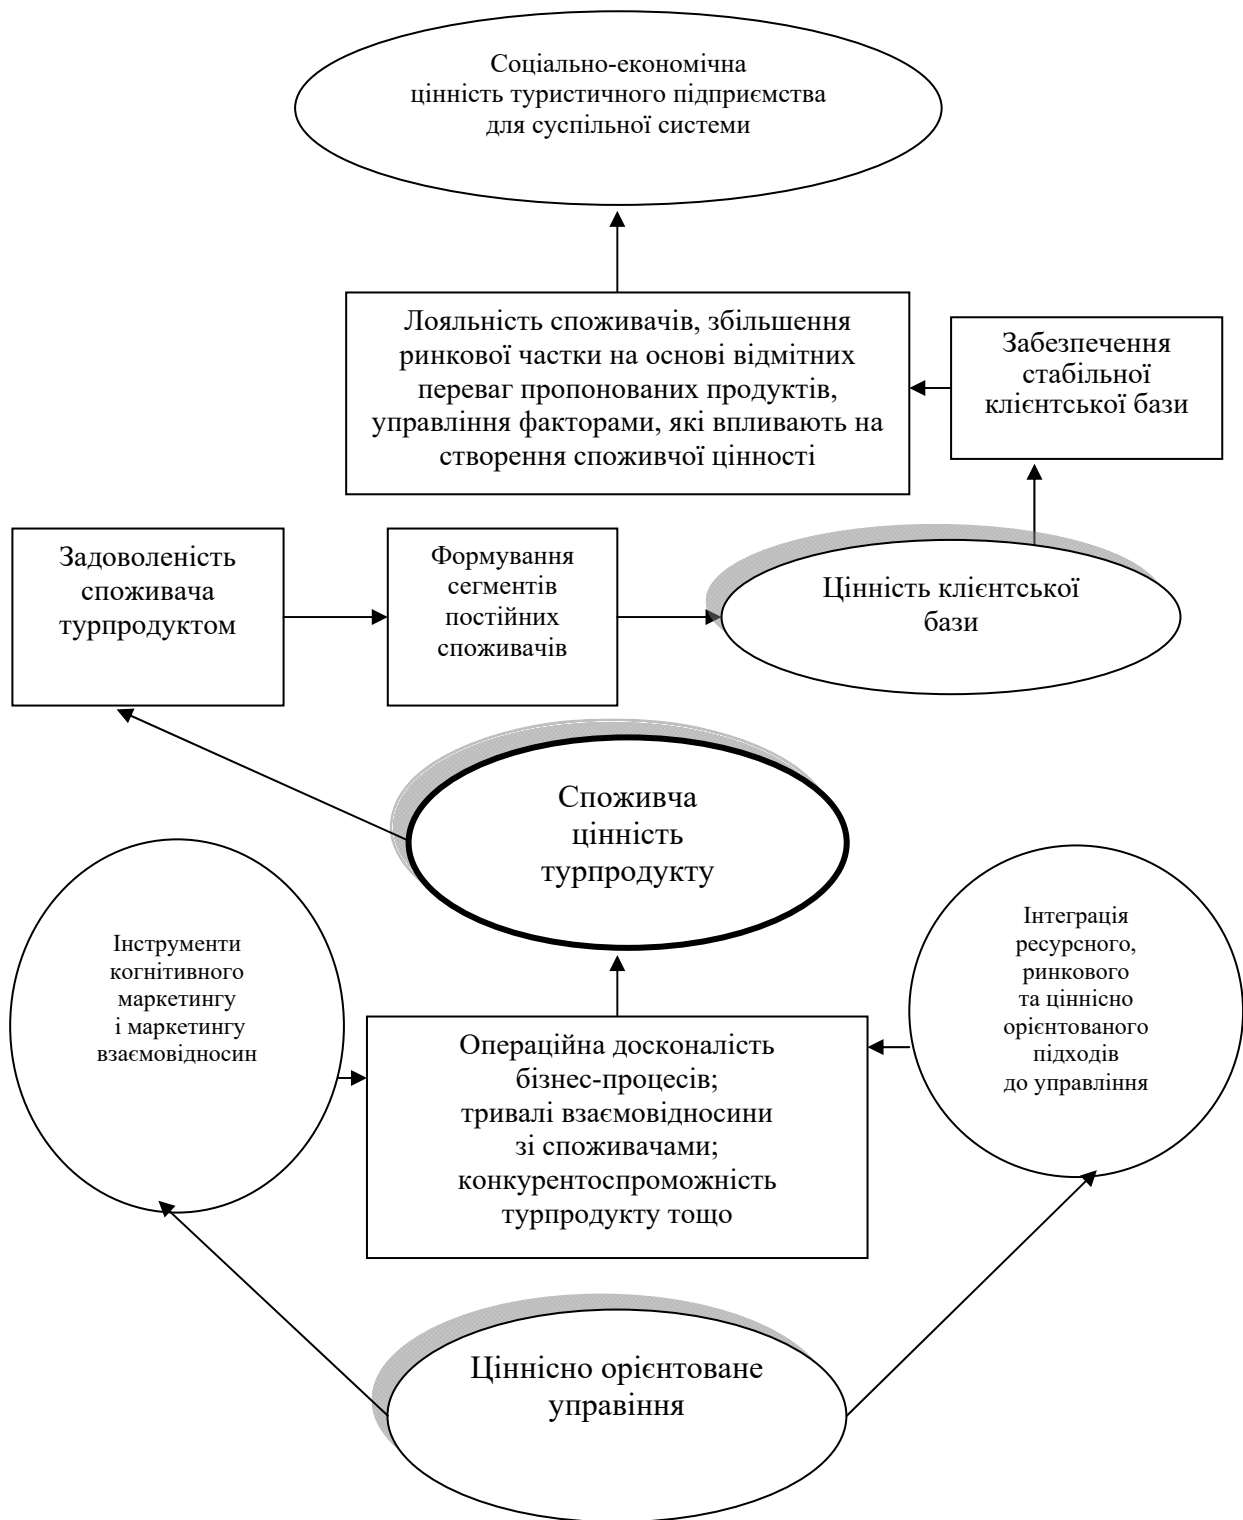 Соціально-економічна
цінність туристичного підприємства
для суспільної системи
Лояльність споживачів, збільшення
ринкової частки на основі відмітних
переваг пропонованих продуктів,
управління факторами, які впливають на
створення споживчої цінності
Забезпечення
стабільної
клієнтської бази
Задоволеність
споживача
турпродуктом
Формування
сегментів
постійних
споживачів
Цінність клієнтської
бази
Споживча
цінність
турпродукту
Інструменти
когнітивного
маркетингу
і маркетингу
взаємовідносин
Операційна досконалість
бізнес-процесів;
тривалі взаємовідносини
зі споживачами;
конкурентоспроможність
турпродукту тощо
Інтеграція
ресурсного,
ринкового
та ціннісно
орієнтованого
підходів
до управління
Ціннісно орієнтоване
управіння